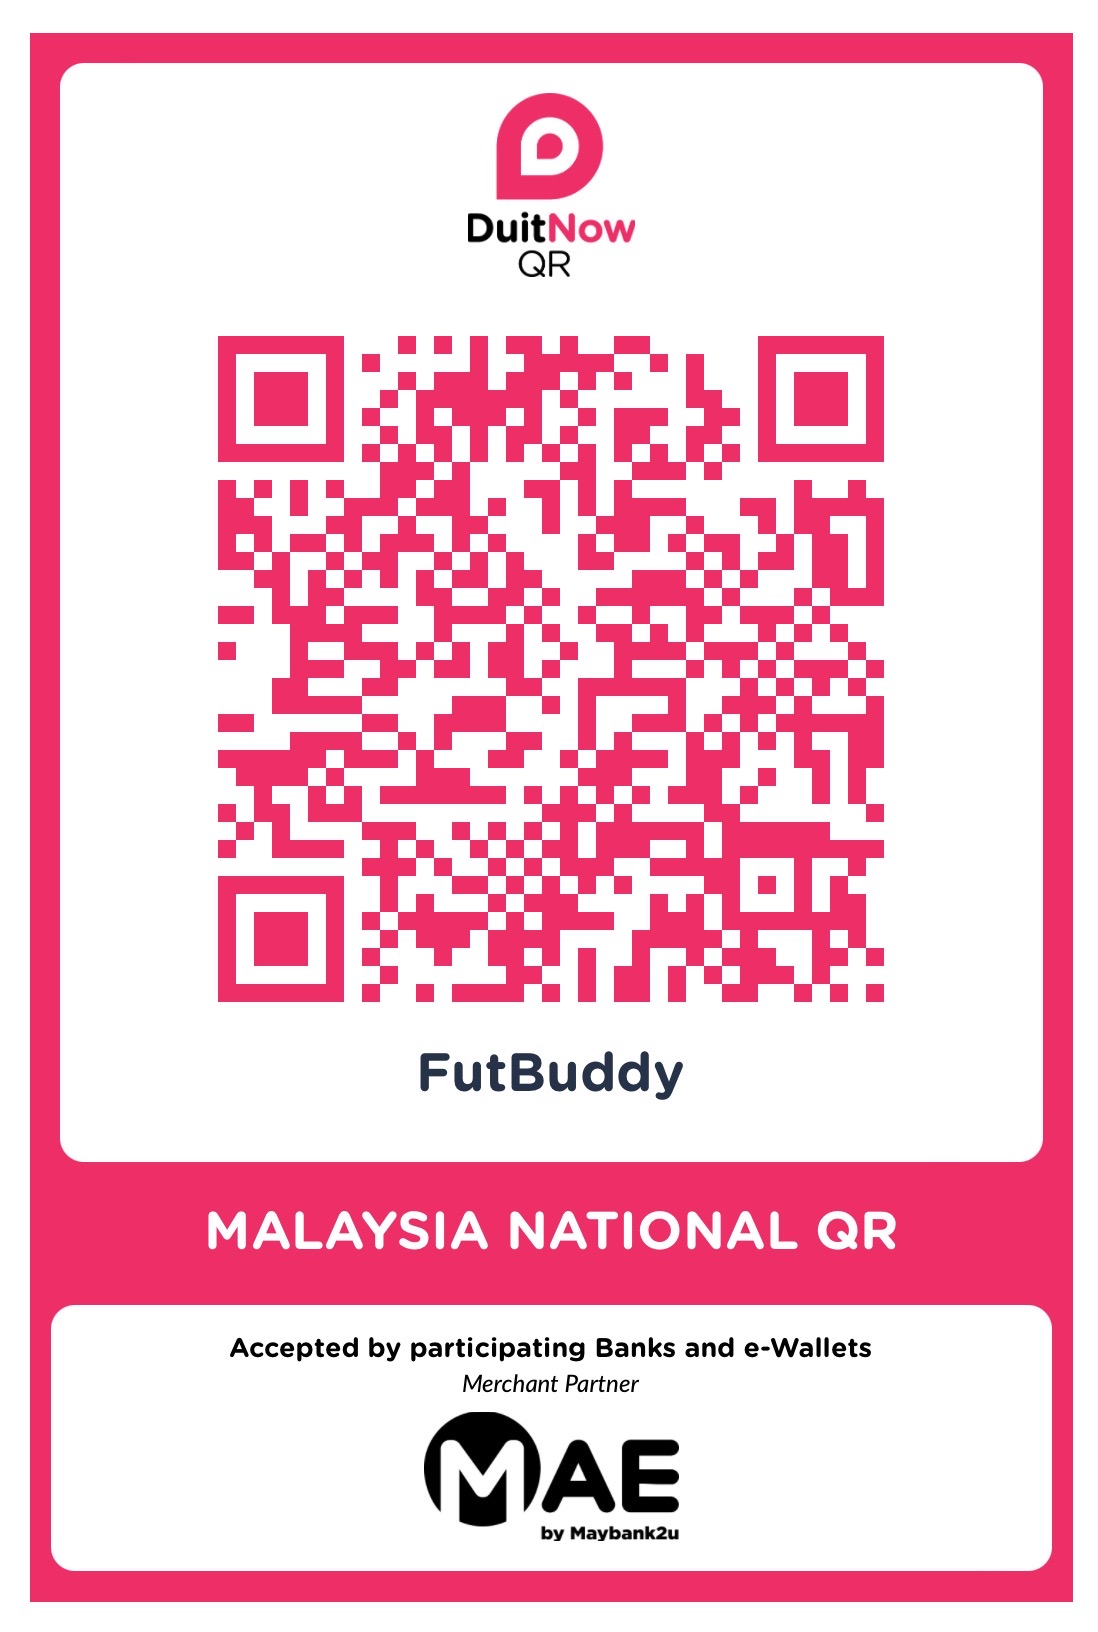 DuitNow
QR
FutBuddy
MALAYSIA NATIONAL QR
Accepted by participating Banks and e-Wallets
Merchant Partner
MAE
by Maybank2u